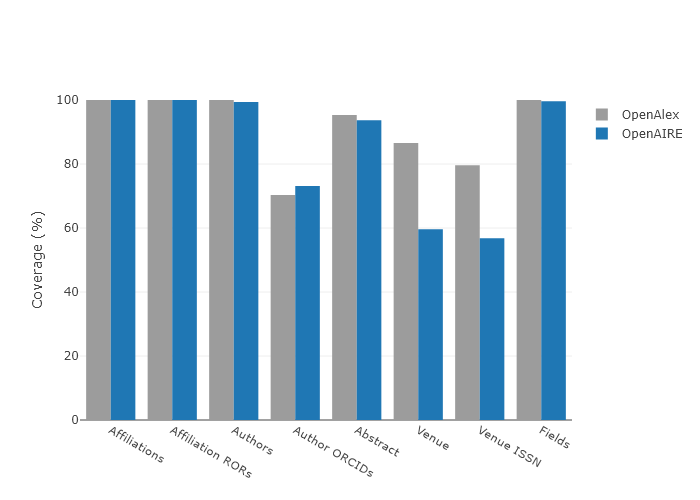 100
80
60
40
20
0
Coverage (%)
Affiliations
Affiliation RORs
Authors
Author ORCIDs
Abstract
Venue
Venue ISSN
Fields
OpenAlex
OpenAIRE